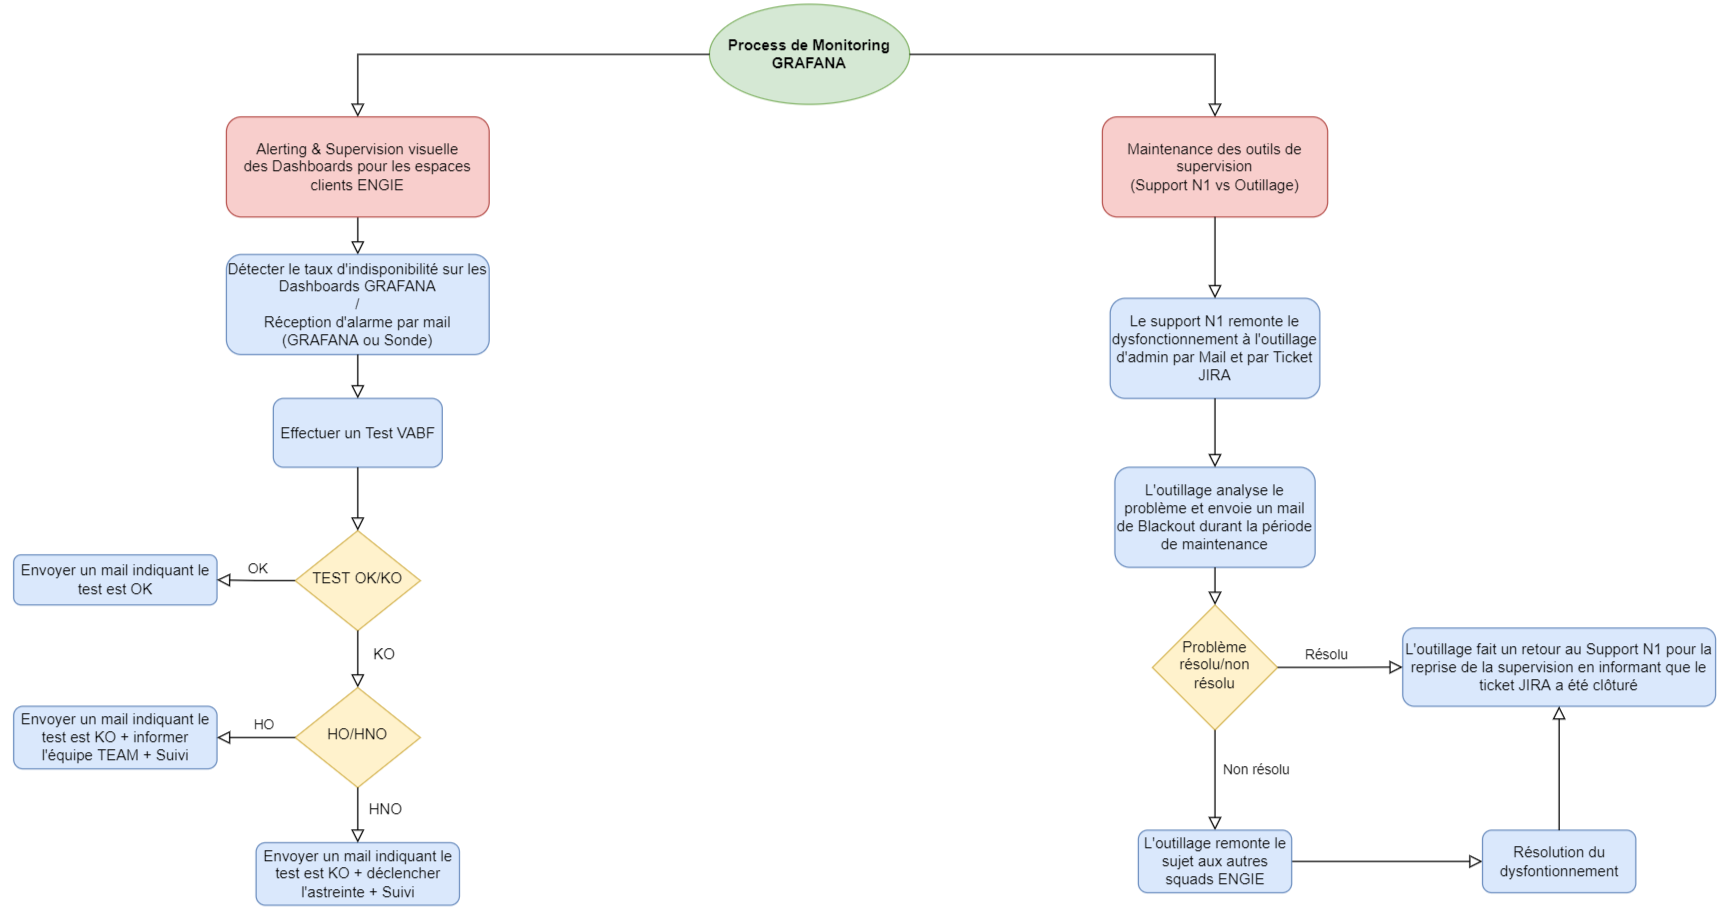 Process de Monitoring
GRAFANA
Alerting & Supervision visuelle
des Dashboards pour les espaces
clients ENGIE
Détecter le taux d'indisponibilité sur les
Dashboards GRAFANA
/
Réception d'alarme par mail
(GRAFANA ou Sonde)
Effectuer un Test VABF
TEST OK/KO
OK
Envoyer un mail indiquant le
test est OK
KO
HO/HNO
HO
Envoyer un mail indiquant le
test est KO + informer
l'équipe TEAM + Suivi
HNO
Envoyer un mail indiquant le
test est KO + déclencher
l'astreinte + Suivi
Maintenance des outils de
supervision
(Support N1 vs Outillage)
Le support N1 remonte le
dysfonctionnement à l'outillage
d'admin par Mail et par Ticket
JIRA
L'outillage analyse le
problème et envoie un mail
de Blackout durant la période
de maintenance
Problème
résolu/non
résolu
Résolu
L'outillage fait un retour au Support N1 pour la
reprise de la supervision en informant que le
ticket JIRA a été clôturé
Non résolu
L'outillage remonte le
sujet aux autres
squads ENGIE
Résolution du
dysfontionnement